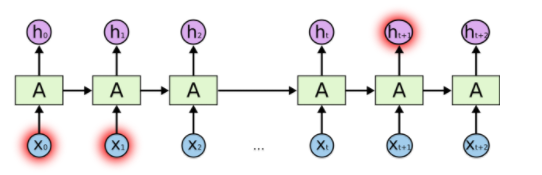 h₀ h₁ h₂ hₜ hₜ₊₁ hₜ₊₂
A A A A A A
x₀ x₁ x₂ ... xₜ xₜ₊₁ xₜ₊₂